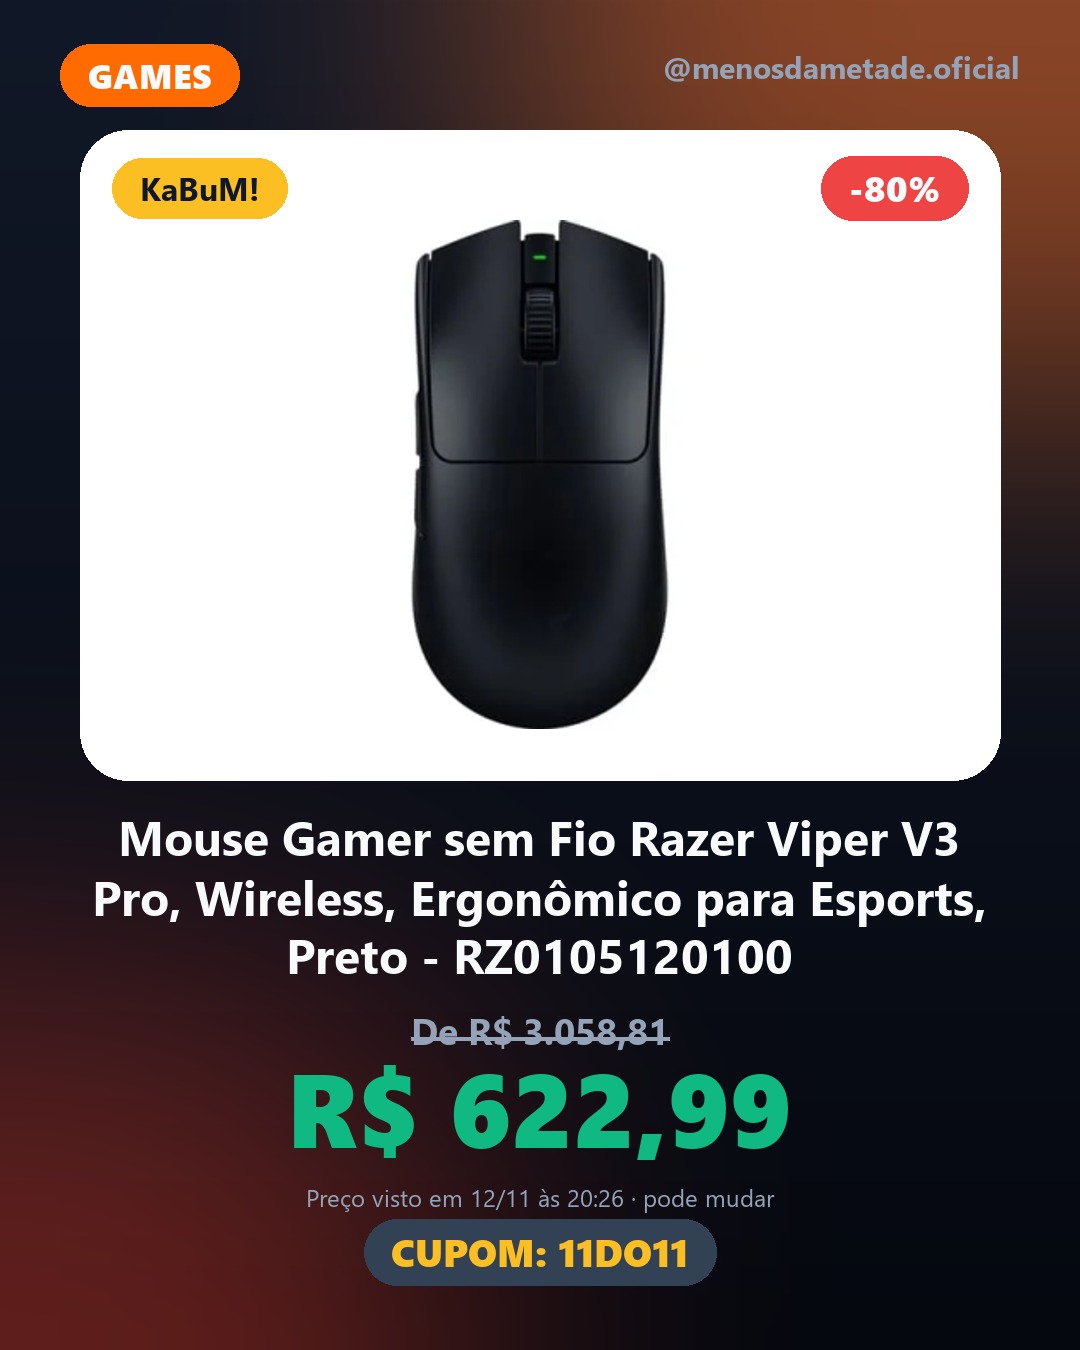 GAMES
@menosdametade.oficial
KaBuM!
-80%
Mouse Gamer sem Fio Razer Viper V3
Pro, Wireless, Ergonômico para Esports,
Preto - RZ0105120100
De R$ 3.058,81
R$ 622,99
Preço visto em 12/11 às 20:26 · pode mudar
CUPOM: 11DO11